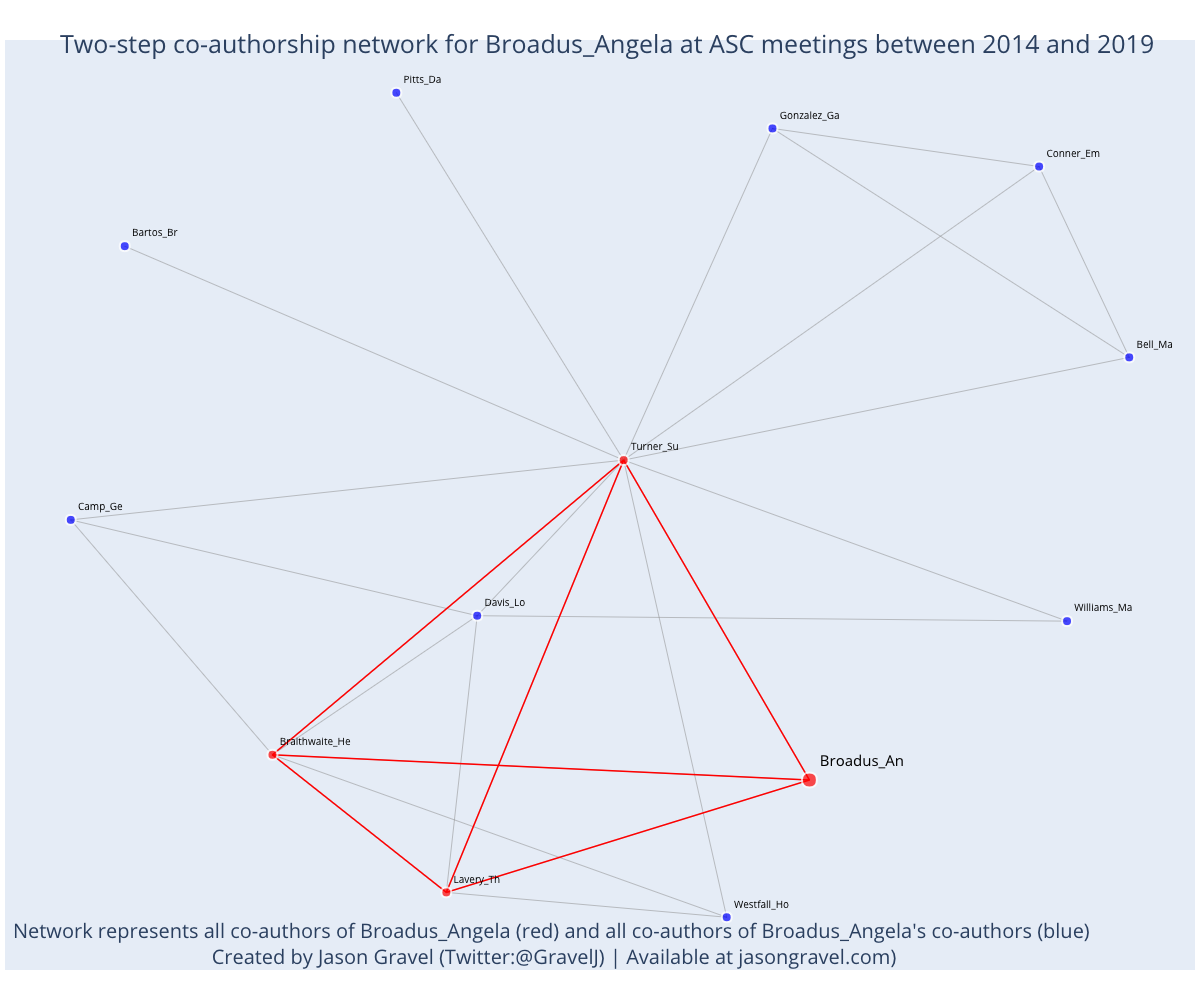 Two-step co-authorship network for Broadus_Angela at ASC meetings between 2014 and 2019
Pitts_Da
Gonzalez_Ga
Conner_Em
Bartos_Br
Bell_Ma
Turner_Su
Camp_Ge
Davis_Lo
Williams_Ma
Braithwaite_He
Broadus_An
Lavery_Th
Westfall_Ho
Network represents all co-authors of Broadus_Angela (red) and all co-authors of Broadus_Angela's co-authors (blue)
Created by Jason Gravel (Twitter:@GravelJ) | Available at jasongravel.com)